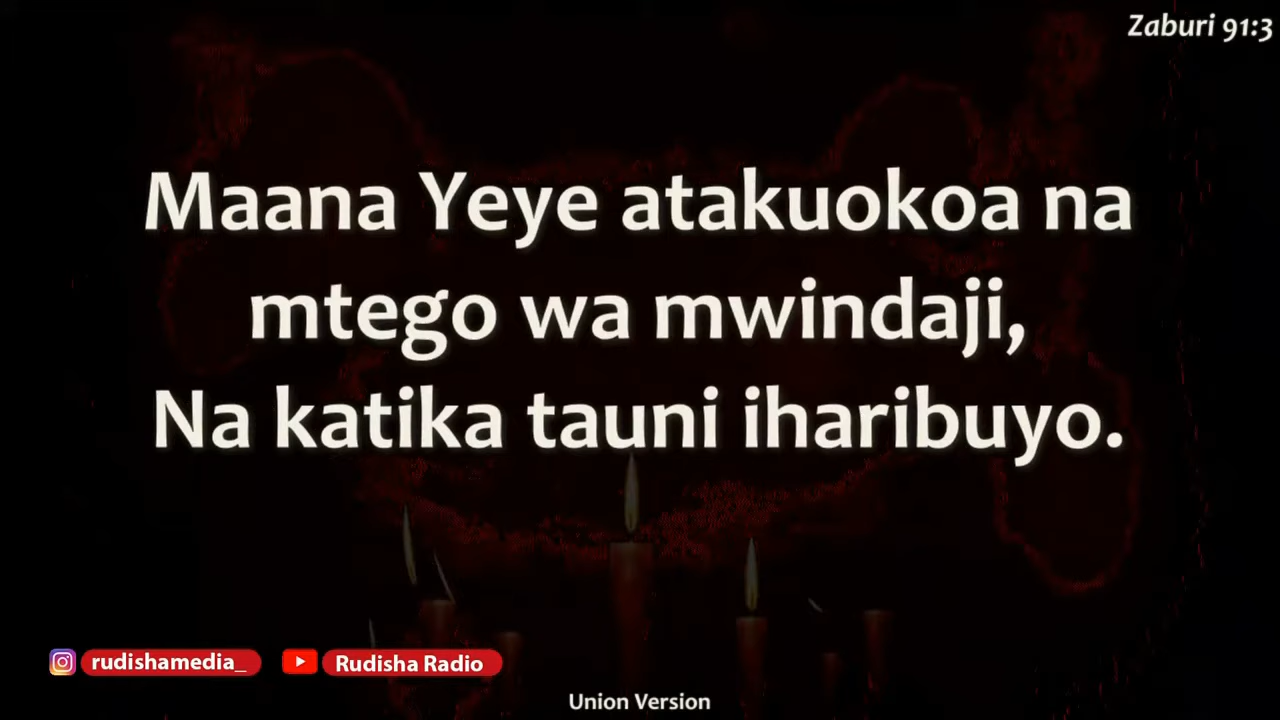 Zaburi 91:3
Maana Yeye atakuokoa na
mtego wa mwindaji,
Na katika tauni iharibuyo.
rudishamedia_
Rudisha Radio
Union Version